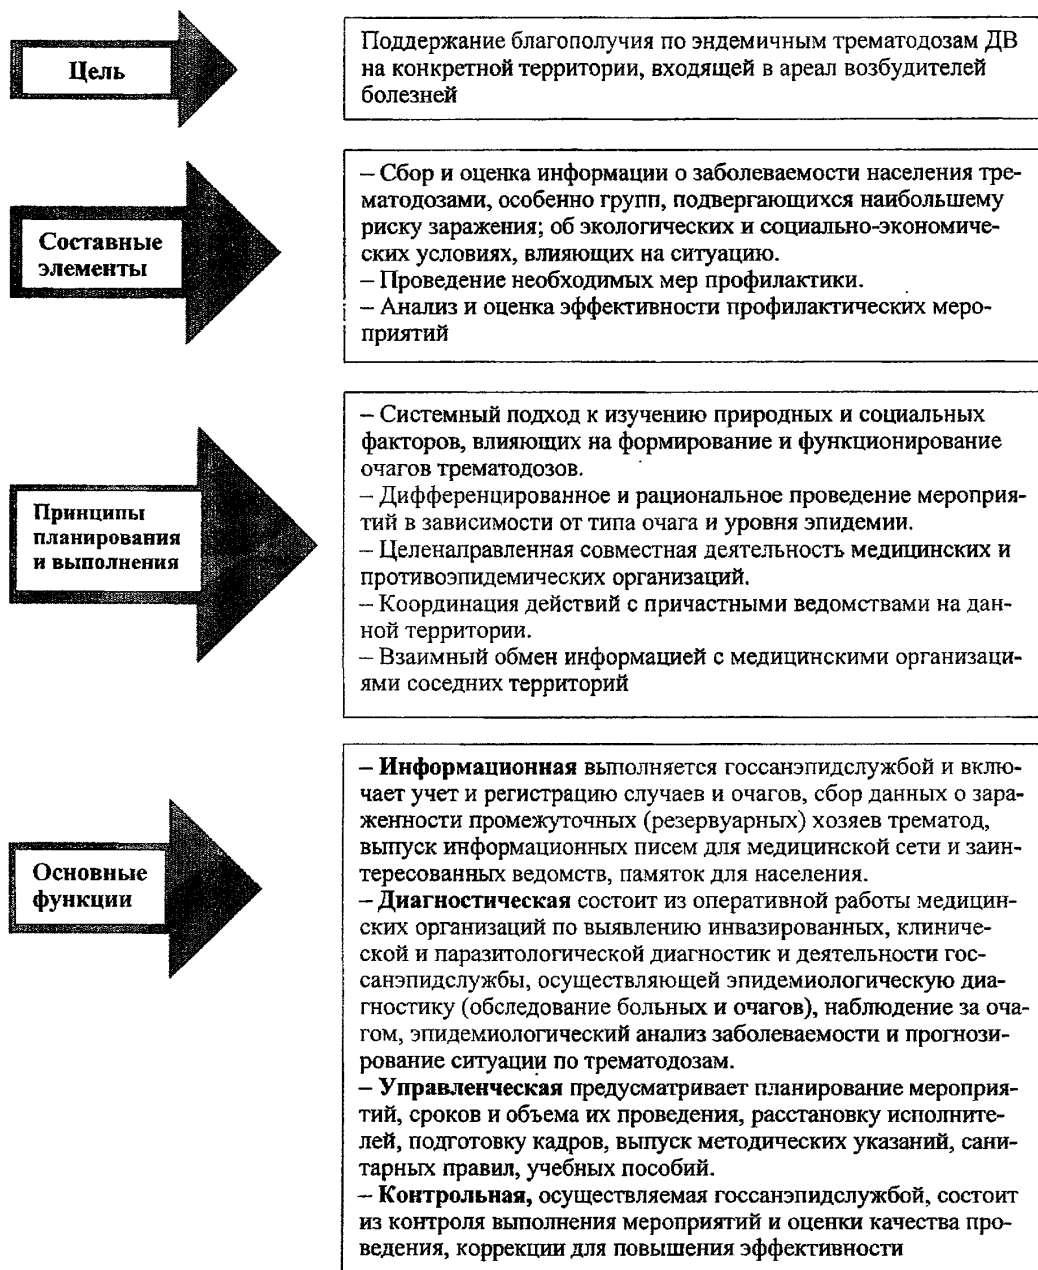 Цель
Поддержание благополучия по эндемичным трематодозам ДВ
на конкретной территории, входящей в ареал возбудителей
болезней
Составные
элементы
– Сбор и оценка информации о заболеваемости населения тре-
матодозами, особенно групп, подвергающихся наибольшему
риску заражения; об экологических и социально-экономиче-
ских условиях, влияющих на ситуацию.
– Проведение необходимых мер профилактики.
– Анализ и оценка эффективности профилактических меро-
приятий
Принципы
планирования
и выполнения
– Системный подход к изучению природных и социальных
факторов, влияющих на формирование и функционирование
очагов трематодозов.
– Дифференцированное и рациональное проведение мероприя-
тий в зависимости от типа очага и уровня эпидемии.
– Целенаправленная совместная деятельность медицинских и
противоэпидемических организаций.
– Координация действий с причастными ведомствами на дан-
ной территории.
– Взаимный обмен информацией с медицинскими организаци-
ями соседних территорий
Основные
функции
– Информационная выполняется госсанэпидслужбой и вклю-
чает учет и регистрацию случаев и очагов, сбор данных о зара-
женности промежуточных (резервуарных) хозяев трематод,
выпуск информационных писем для медицинской сети и заин-
тересованных ведомств, памяток для населения.
– Диагностическая состоит из оперативной работы медицин-
ских организаций по выявлению инвазированных, клиниче-
ской и паразитологической диагностик и деятельности гос-
санэпидслужбы, осуществляющей эпидемиологическую диа-
гностику (обследование больных и очагов), наблюдение за оча-
гом, эпидемиологический анализ заболеваемости и прогнози-
рование ситуации по трематодозам.
– Управленческая предусматривает планирование мероприя-
тий, сроков и объема их проведения, расстановку исполните-
лей, подготовку кадров, выпуск методических указаний, сани-
тарных правил, учебных пособий.
– Контрольная, осуществляемая госсанэпидслужбой, состоит
из контроля выполнения мероприятий и оценки качества про-
ведения, коррекции для повышения эффективности